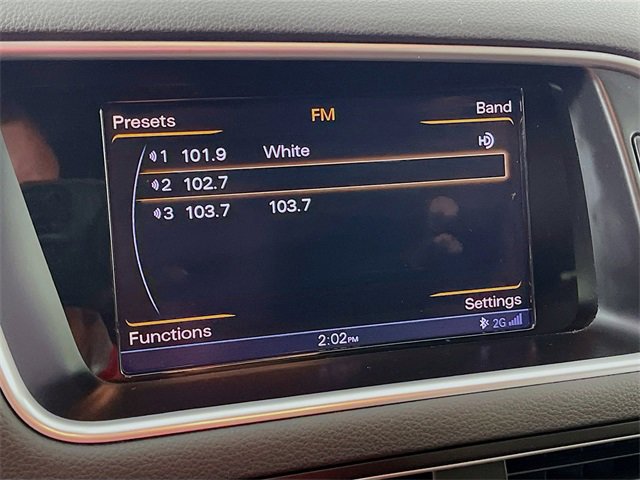 Presets FM Band
1 101.9 White HD
2 102.7
3 103.7 103.7
Settings
Functions 2:02PM 2G